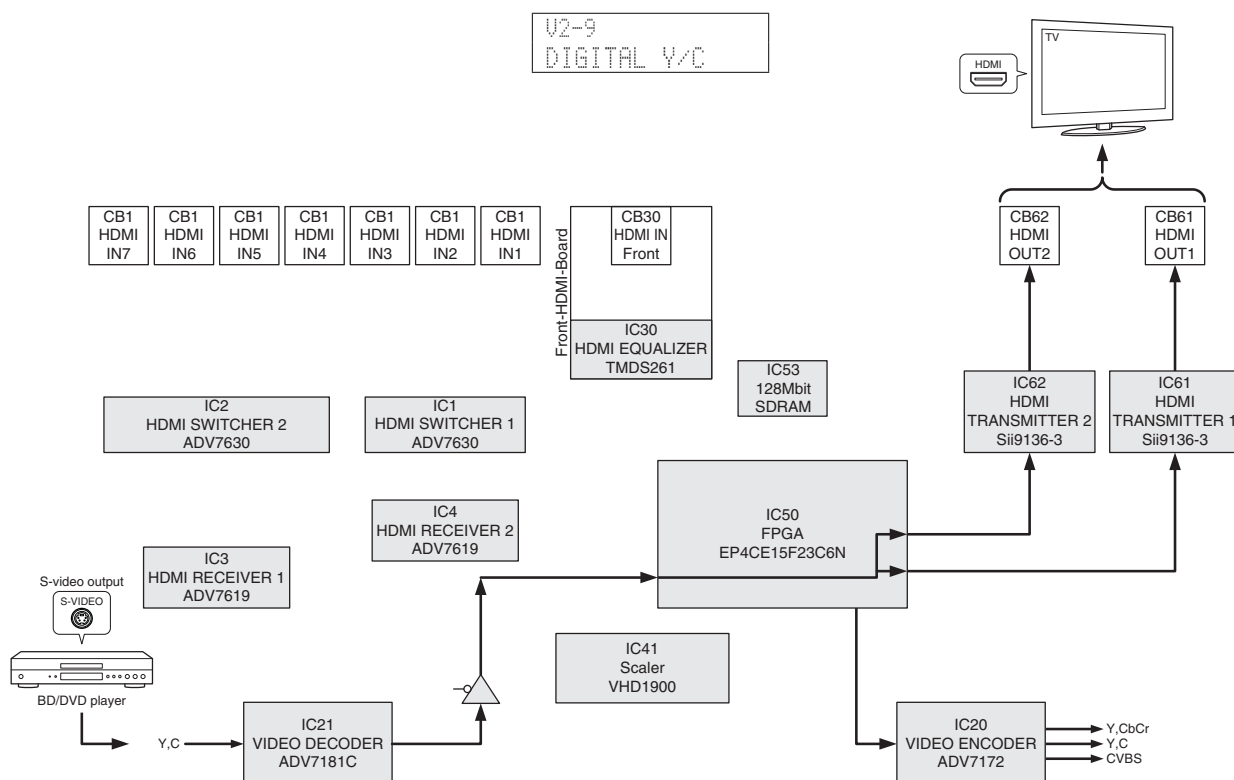 V2-9
DIGITAL Y/C
TV
HDMI
CB1
HDMI
IN7
CB1
HDMI
IN6
CB1
HDMI
IN5
CB1
HDMI
IN4
CB1
HDMI
IN3
CB1
HDMI
IN2
CB1
HDMI
IN1
Front-HDMI-Board
CB30
HDMI IN
Front
CB62
HDMI
OUT2
CB61
HDMI
OUT1
IC30
HDMI EQUALIZER
TMDS261
IC53
128Mbit
SDRAM
IC62
HDMI
TRANSMITTER 2
Sii9136-3
IC61
HDMI
TRANSMITTER 1
Sii9136-3
IC2
HDMI SWITCHER 2
ADV7630
IC1
HDMI SWITCHER 1
ADV7630
IC50
FPGA
EP4CE15F23C6N
IC4
HDMI RECEIVER 2
ADV7619
IC3
HDMI RECEIVER 1
ADV7619
S-video output
S-VIDEO
BD/DVD player
IC41
Scaler
VHD1900
Y,C
IC21
VIDEO DECODER
ADV7181C
IC20
VIDEO ENCODER
ADV7172
Y,CbCr
Y,C
CVBS